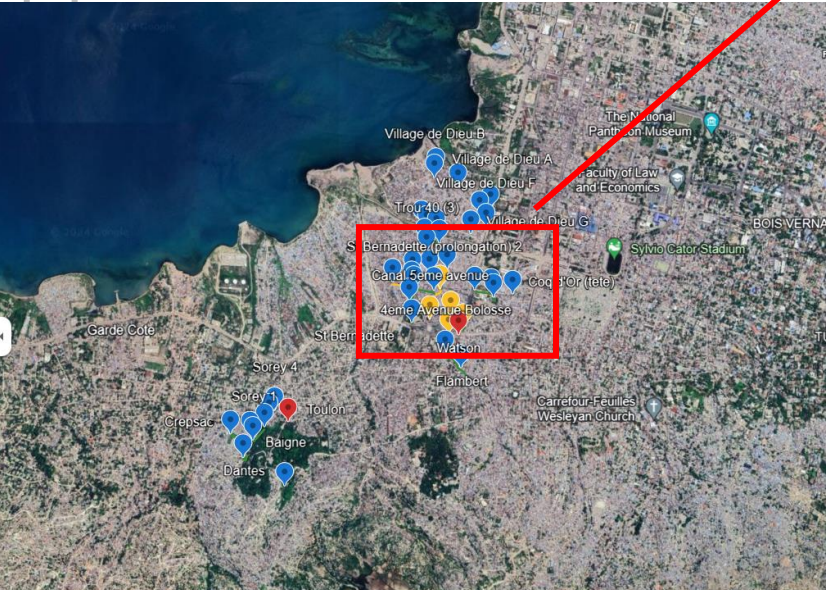 Village de Dieu B
Village de Dieu A
Village de Dieu F
Trou 40 (3)
Village de Dieu G
St Bernadette (prolongation) 2
Canal 5eme avenue
Coq d'Or (tete)
4eme Avenue Bolosse
St Bernadette
Watson
Flambert
Garde Cote
Sorey 4
Sorey 1
Toulon
Crepsac
Baigne
Dantes
The National
Pantheon Museum
Faculty of Law
and Economics
BOIS VERNA
Sylvio Cator Stadium
Carrefour-Feuilles
Wesleyan Church